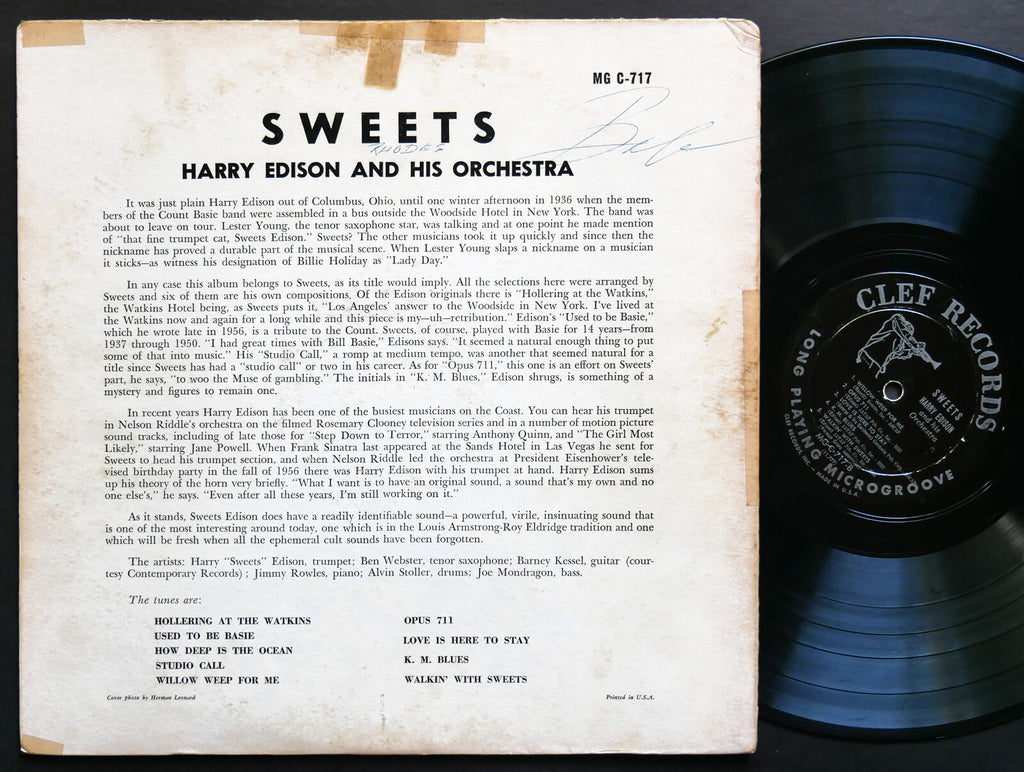 MG C-717
SWEETS
RHODES
HARRY EDISON AND HIS ORCHESTRA
It was just plain Harry Edison out of Columbus, Ohio, until one winter afternoon in 1936 when the mem-
bers of the Count Basie band were assembled in a bus outside the Woodside Hotel in New York. The band was
about to leave on tour. Lester Young, the tenor saxophone star, was talking and at one point he made mention
of "that fine trumpet cat, Sweets Edison." Sweets? The other musicians took it up quickly and since then the
nickname has proved a durable part of the musical scene. When Lester Young slaps a nickname on a musician
it sticks—as witness his designation of Billie Holiday as "Lady Day."
In any case this album belongs to Sweets, as its title would imply. All the selections here were arranged by
Sweets and six of them are his own compositions. Of the Edison originals there is "Hollering at the Watkins,"
the Watkins Hotel being, as Sweets puts it, "Los Angeles' answer to the Woodside in New York. I've lived at
the Watkins now and again for a long while and this piece is my—uh—retribution." Edison's "Used to be Basie,"
which he wrote late in 1956, is a tribute to the Count. Sweets, of course, played with Basie for 14 years—from
1937 through 1950. "I had great times with Bill Basie," Edisons says. "It seemed a natural enough thing to put
some of that into music." His "Studio Call," a romp at medium tempo, was another that seemed natural for a
title since Sweets has had a "studio call" or two in his career. As for "Opus 711," this one is an effort on Sweets'
part, he says, "to woo the Muse of gambling." The initials in "K. M. Blues," Edison shrugs, is something of a
mystery and figures to remain one.
In recent years Harry Edison has been one of the busiest musicians on the Coast. You can hear his trumpet
in Nelson Riddle's orchestra on the filmed Rosemary Clooney television series and in a number of motion picture
sound tracks, including of late those for "Step Down to Terror," starring Anthony Quinn, and "The Girl Most
Likely," starring Jane Powell. When Frank Sinatra last appeared at the Sands Hotel in Las Vegas he sent for
Sweets to head his trumpet section, and when Nelson Riddle led the orchestra at President Eisenhower's tele-
vised birthday party in the fall of 1956 there was Harry Edison with his trumpet at hand. Harry Edison sums
up his theory of the horn very briefly. "What I want is to have an original sound, a sound that's my own and no
one else's," he says. "Even after all these years, I'm still working on it."
As it stands, Sweets Edison does have a readily identifiable sound—a powerful, virile, insinuating sound that
is one of the most interesting around today, one which is in the Louis Armstrong-Roy Eldridge tradition and one
which will be fresh when all the ephemeral cult sounds have been forgotten.
The artists: Harry "Sweets" Edison, trumpet; Ben Webster, tenor saxophone; Barney Kessel, guitar (cour-
tesy Contemporary Records) ; Jimmy Rowles, piano; Alvin Stoller, drums; Joe Mondragon, bass.
The tunes are:
HOLLERING AT THE WATKINS
USED TO BE BASIE
HOW DEEP IS THE OCEAN
STUDIO CALL
WILLOW WEEP FOR ME
OPUS 711
LOVE IS HERE TO STAY
K. M. BLUES
WALKIN' WITH SWEETS
Cover photo by Herman Leonard
Printed in U.S.A.
CLEF RECORDS
SWEETS
HARRY EDISON
and his
Orchestra
LONG PLAYING MICROGROOVE
MADE IN U.S.A.